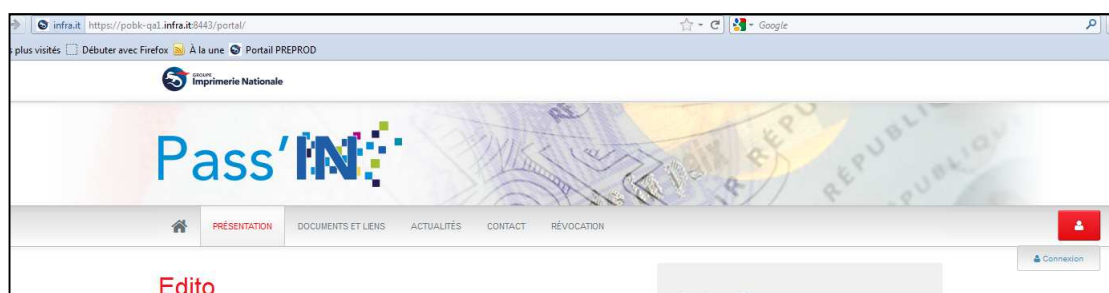 infra.it https://pobk-qa1.infra.it:8443/portal/ Google
plus visités Débuter avec Firefox À la une Portail PREPROD
GROUPE
Imprimerie Nationale
Pass'IN
PRÉSENTATION DOCUMENTS ET LIENS ACTUALITÉS CONTACT RÉVOCATION
Connexion
Edito